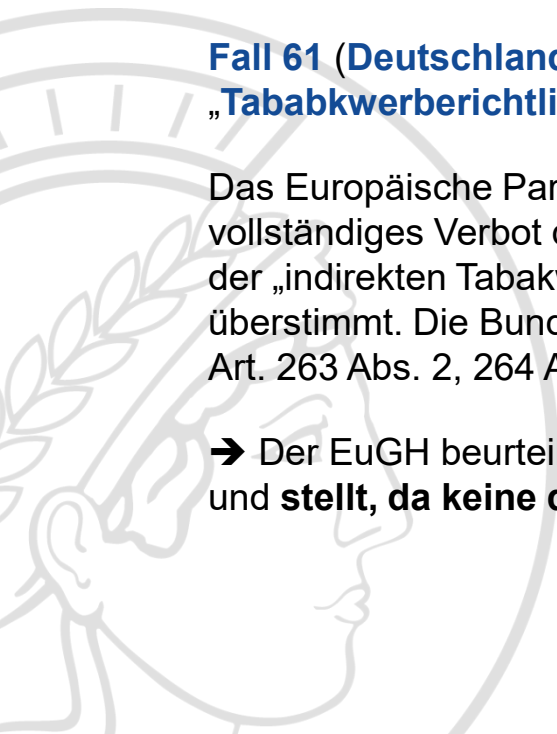 Fall 61 (Deutschland
„Tababkwerberichtli
Das Europäische Par
vollständiges Verbot
der „indirekten Tabak
überstimmt. Die Bund
Art. 263 Abs. 2, 264 A
➔ Der EuGH beurtei
und stellt, da keine